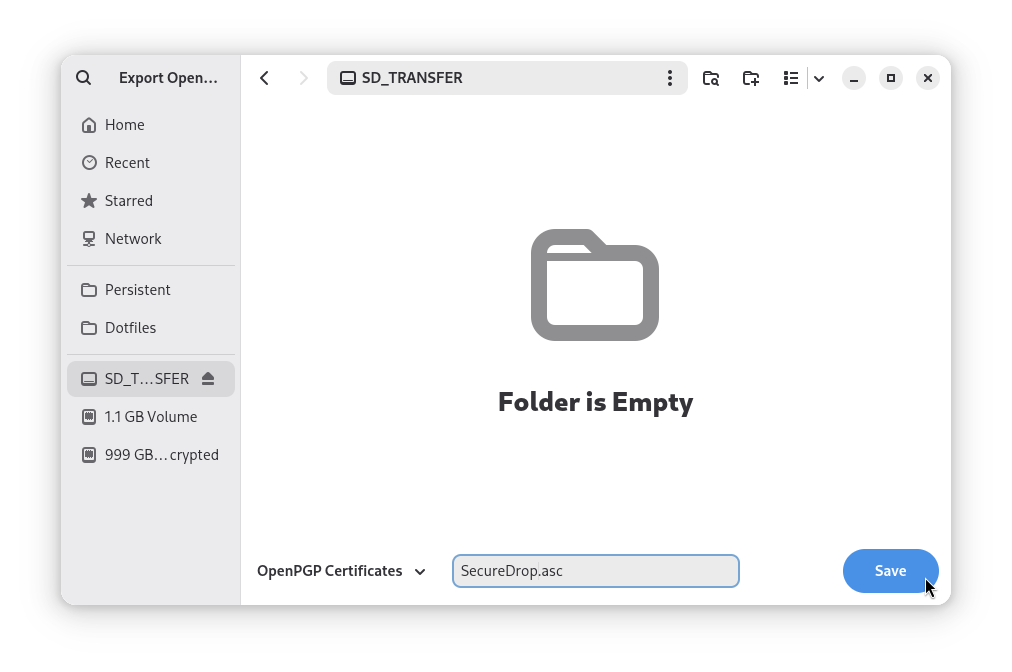 Export Open…
SD_TRANSFER
Home
Recent
Starred
Network
Persistent
Dotfiles
SD_T…SFER
1.1 GB Volume
999 GB…crypted
Folder is Empty
OpenPGP Certificates
SecureDrop.asc
Save